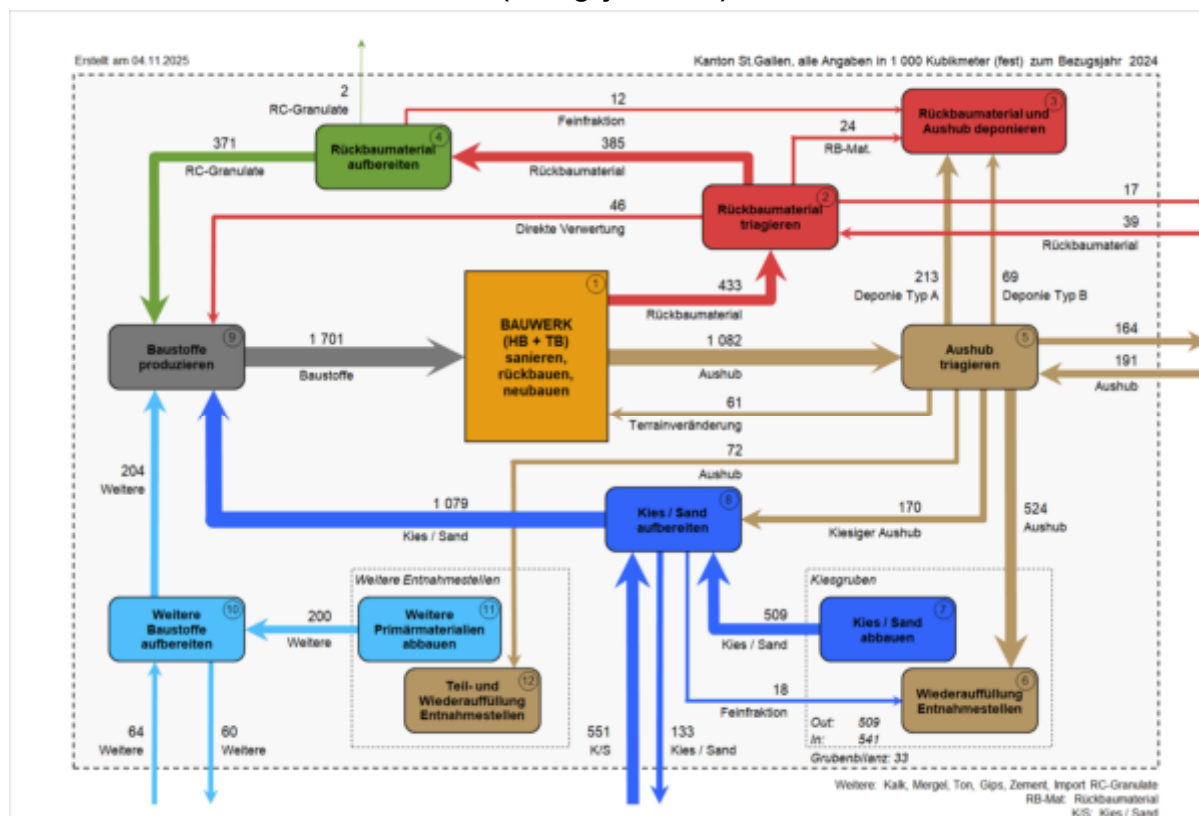 Erstellt am 04.11.2025
Kanton St.Gallen, alle Angaben in 1 000 Kubikmeter (fest) zum Bezugsjahr 2024
2
RC-Granulate
12
Feinfraktion
3
Rückbaumaterial und
Aushub deponieren
4
Rückbaumaterial
aufbereiten
24
RB-Mat.
371
RC-Granulate
385
Rückbaumaterial
2
Rückbaumaterial
triagieren
17
46
Direkte Verwertung
39
Rückbaumaterial
1
BAUWERK
(HB + TB)
sanieren,
rückbauen,
neubauen
433
Rückbaumaterial
213
Deponie Typ A
69
Deponie Typ B
9
Baustoffe
produzieren
1 701
Baustoffe
1 082
Aushub
5
Aushub
triagieren
164
191
Aushub
61
Terrainveränderung
72
Aushub
204
Weitere
1 079
Kies / Sand
8
Kies / Sand
aufbereiten
170
Kiesiger Aushub
524
Aushub
Weitere Entnahmestellen
Kiesgruben
10
Weitere
Baustoffe
aufbereiten
200
Weitere
11
Weitere
Primärmaterialien
abbauen
509
Kies / Sand
7
Kies / Sand
abbauen
12
Teil- und
Wiederauffüllung
Entnahmestellen
18
Feinfraktion
6
Wiederauffüllung
Entnahmestellen
64
Weitere
60
Weitere
551
K/S
133
Kies / Sand
Out: 509
In: 541
Grubenbilanz: 33
Weitere: Kalk, Mergel, Ton, Gips, Zement, Import RC-Granulate
RB-Mat: Rückbaumaterial
K/S: Kies / Sand